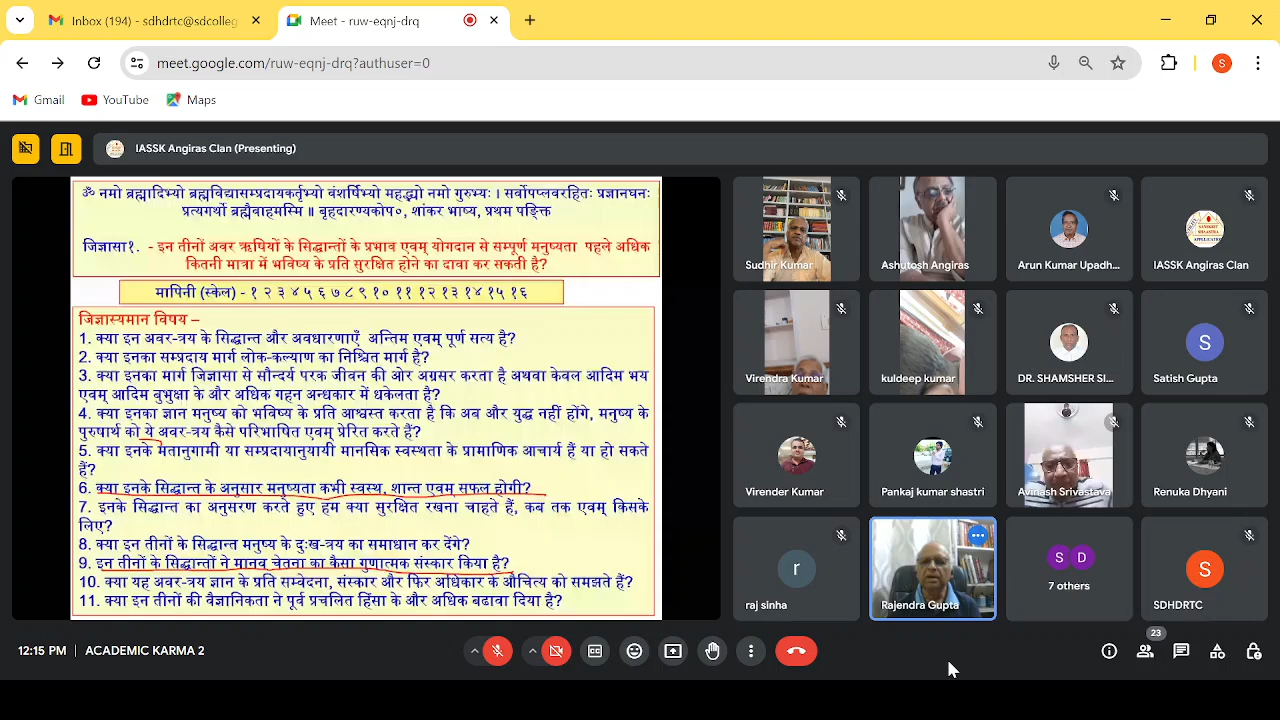 Inbox (194) - sdhdrtc@sdcolleg
Meet - ruw-eqnj-drq
meet.google.com/ruw-eqnj-drq?authuser=0
Gmail YouTube Maps
IASSK Angiras Clan (Presenting)
ॐ नमो ब्रह्मादिभ्यो ब्रह्मविद्यासम्प्रदायकर्तृभ्यो वंशर्षिभ्यो महद्भ्यो नमो गुरुभ्यः । सर्वोपप्लवरहितः प्रज्ञानघनः
प्रत्यगर्थो ब्रह्मैवाहमस्मि ॥ बृहदारण्यकोप०, शांकर भाष्य, प्रथम पङ्क्ति
जिज्ञासा१. - इन तीनों अवर ऋषियों के सिद्धान्तों के प्रभाव एवम् योगदान से सम्पूर्ण मनुष्यता पहले अधिक
कितनी मात्रा में भविष्य के प्रति सुरक्षित होने का दावा कर सकती है?
मापिनी (स्केल) - १ २ ३ ४ ५ ६ ७ ८ ९ १० ११ १२ १३ १४ १५ १६
जिज्ञास्यमान विषय –
1. क्या इन अवर-त्रय के सिद्धान्त और अवधारणाएँ अन्तिम एवम् पूर्ण सत्य है?
2. क्या इनका सम्प्रदाय मार्ग लोक-कल्याण का निश्चित मार्ग है?
3. क्या इनका मार्ग जिज्ञासा से सौन्दर्य परक जीवन की ओर अग्रसर करता है अथवा केवल आदिम भय
एवम् आदिम बुभुक्षा के और अधिक गहन अन्धकार में धकेलता है?
4. क्या इनका ज्ञान मनुष्य को भविष्य के प्रति आश्वस्त करता है कि अब और युद्ध नहीं होंगे, मनुष्य के
पुरुषार्थ को ये अवर-त्रय कैसे परिभाषित एवम् प्रेरित करते हैं?
5. क्या इनके मतानुगामी या सम्प्रदायानुयायी मानसिक स्वस्थता के प्रामाणिक आचार्य हैं या हो सकते
हैं?
6. क्या इनके सिद्धान्त के अनुसार मनुष्यता कभी स्वस्थ, शान्त एवम् सफल होगी?
7. इनके सिद्धान्त का अनुसरण करते हुए हम क्या सुरक्षित रखना चाहते हैं, कब तक एवम् किसके
लिए?
8. क्या इन तीनों के सिद्धान्त मनुष्य के दुःख-त्रय का समाधान कर देंगे?
9. इन तीनों के सिद्धान्तों ने मानव चेतना का कैसा गुणात्मक संस्कार किया है?
10. क्या यह अवर-त्रय ज्ञान के प्रति सम्वेदना, संस्कार और फिर अधिकार के औचित्य को समझते हैं?
11. क्या इन तीनों की वैज्ञानिकता ने पूर्व प्रचलित हिंसा के और अधिक बढावा दिया है?
Sudhir Kumar
Ashutosh Angiras
Arun Kumar Upadh...
IASSK Angiras Clan
Virendra Kumar
kuldeep kumar
DR. SHAMSHER SI...
S
Satish Gupta
Virender Kumar
Pankaj kumar shastri
Avinash Srivastava
Renuka Dhyani
r
raj sinha
Rajendra Gupta
S D
7 others
S
SDHDRTC
12:15 PM | ACADEMIC KARMA 2
23